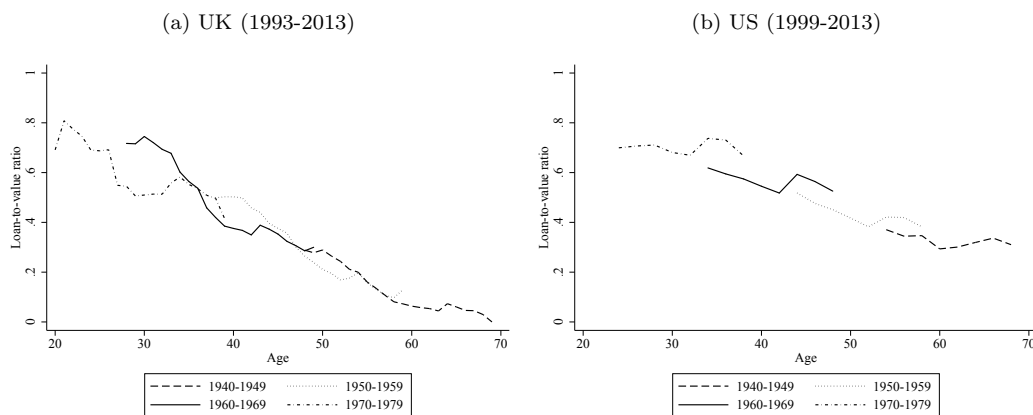 (a) UK (1993-2013)
Loan-to-value ratio
0 .2 .4 .6 .8 1
20 30 40 50 60 70
Age
1940-1949 1950-1959
1960-1969 1970-1979
(b) US (1999-2013)
Loan-to-value ratio
0 .2 .4 .6 .8 1
20 30 40 50 60 70
Age
1940-1949 1950-1959
1960-1969 1970-1979